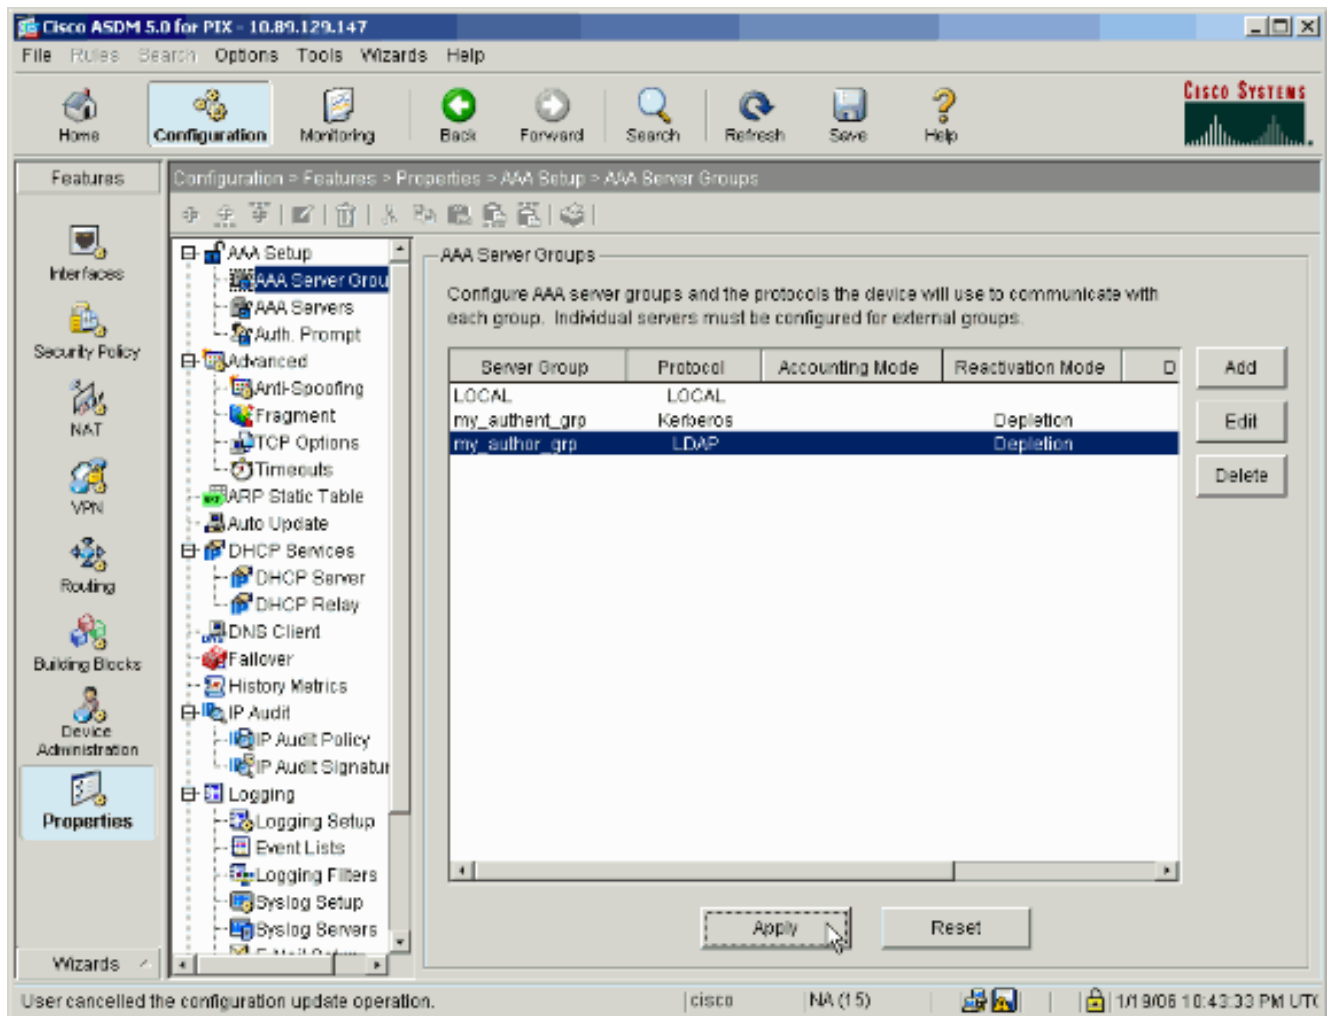 Cisco ASDM 5.0 for PIX - 10.89.129.147
File Rules Search Options Tools Wizards Help
Home Configuration Monitoring Back Forward Search Refresh Save Help
CISCO SYSTEMS
Features
Configuration > Features > Properties > AAA Setup > AAA Server Groups
Interfaces
Security Policy
NAT
VPN
Routing
Building Blocks
Device
Administration
Properties
Wizards
AAA Setup
AAA Server Grou
AAA Servers
Auth. Prompt
Advanced
Anti-Spoofing
Fragment
TCP Options
Timeouts
ARP Static Table
Auto Update
DHCP Services
DHCP Server
DHCP Relay
DNS Client
Failover
History Metrics
IP Audit
IP Audit Policy
IP Audit Signatur
Logging
Logging Setup
Event Lists
Logging Filters
Syslog Setup
Syslog Servers
AAA Server Groups
Configure AAA server groups and the protocols the device will use to communicate with
each group. Individual servers must be configured for external groups.
Server Group Protocol Accounting Mode Reactivation Mode D
LOCAL LOCAL
my_authent_grp Kerberos Depletion
my_author_grp LDAP Depletion
Add
Edit
Delete
Apply Reset
User cancelled the configuration update operation. cisco NA (15) 1/19/06 10:43:33 PM UTC